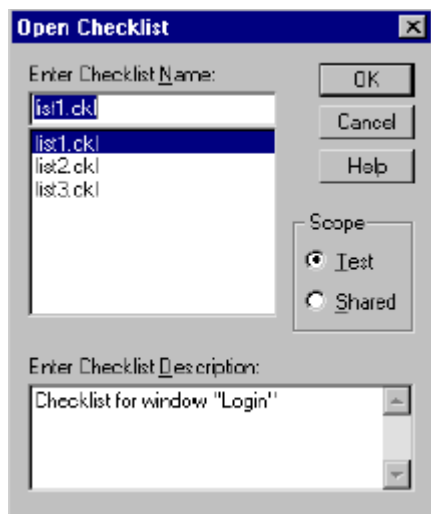 Open Checklist
Enter Checklist Name:
list1.ckl
list1.ckl
list2.ckl
list3.ckl
OK
Cancel
Help
Scope
Test
Shared
Enter Checklist Description:
Checklist for window "Login"